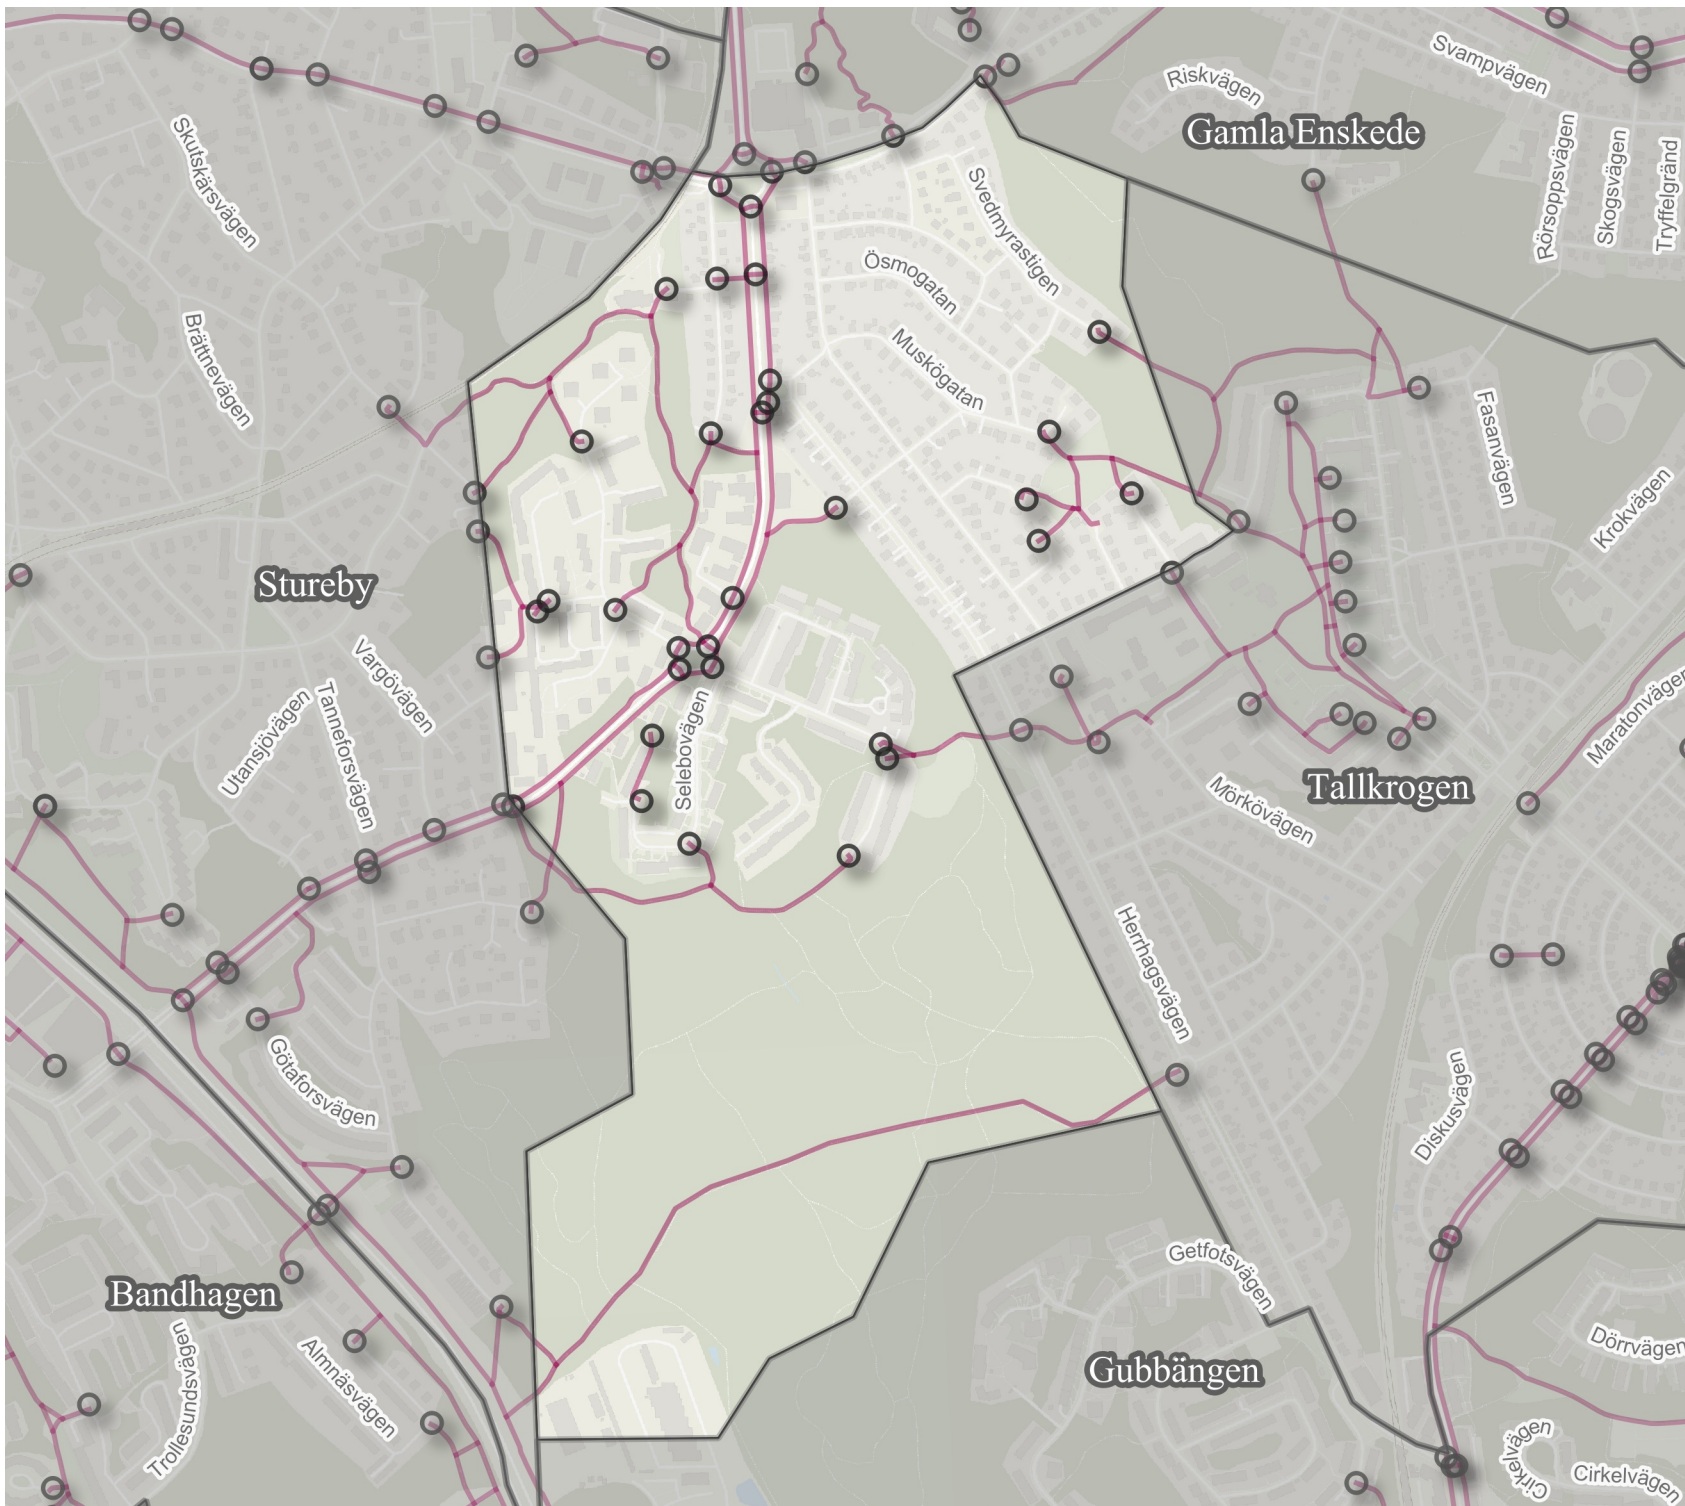 Svampvägen
Riskvägen
Gamla Enskede
Rörsoppsvägen
Skogsvägen
Tryffelgränd
Skutskärsvägen
Svedmyrastigen
Ösmogatan
Muskögatan
Brättnevägen
Fasanvägen
Krokvägen
Stureby
Vargövägen
Tanneforsvägen
Utansjövägen
Selebovägen
Maratonvägen
Tallkrogen
Mörkövägen
Herrhagsvägen
Götaforsvägen
Diskusvägen
Getfotsvägen
Bandhagen
Trollesundsvägen
Almnäsvägen
Gubbängen
Dörrvägen
Cirkelvägen
Cirkelvägen